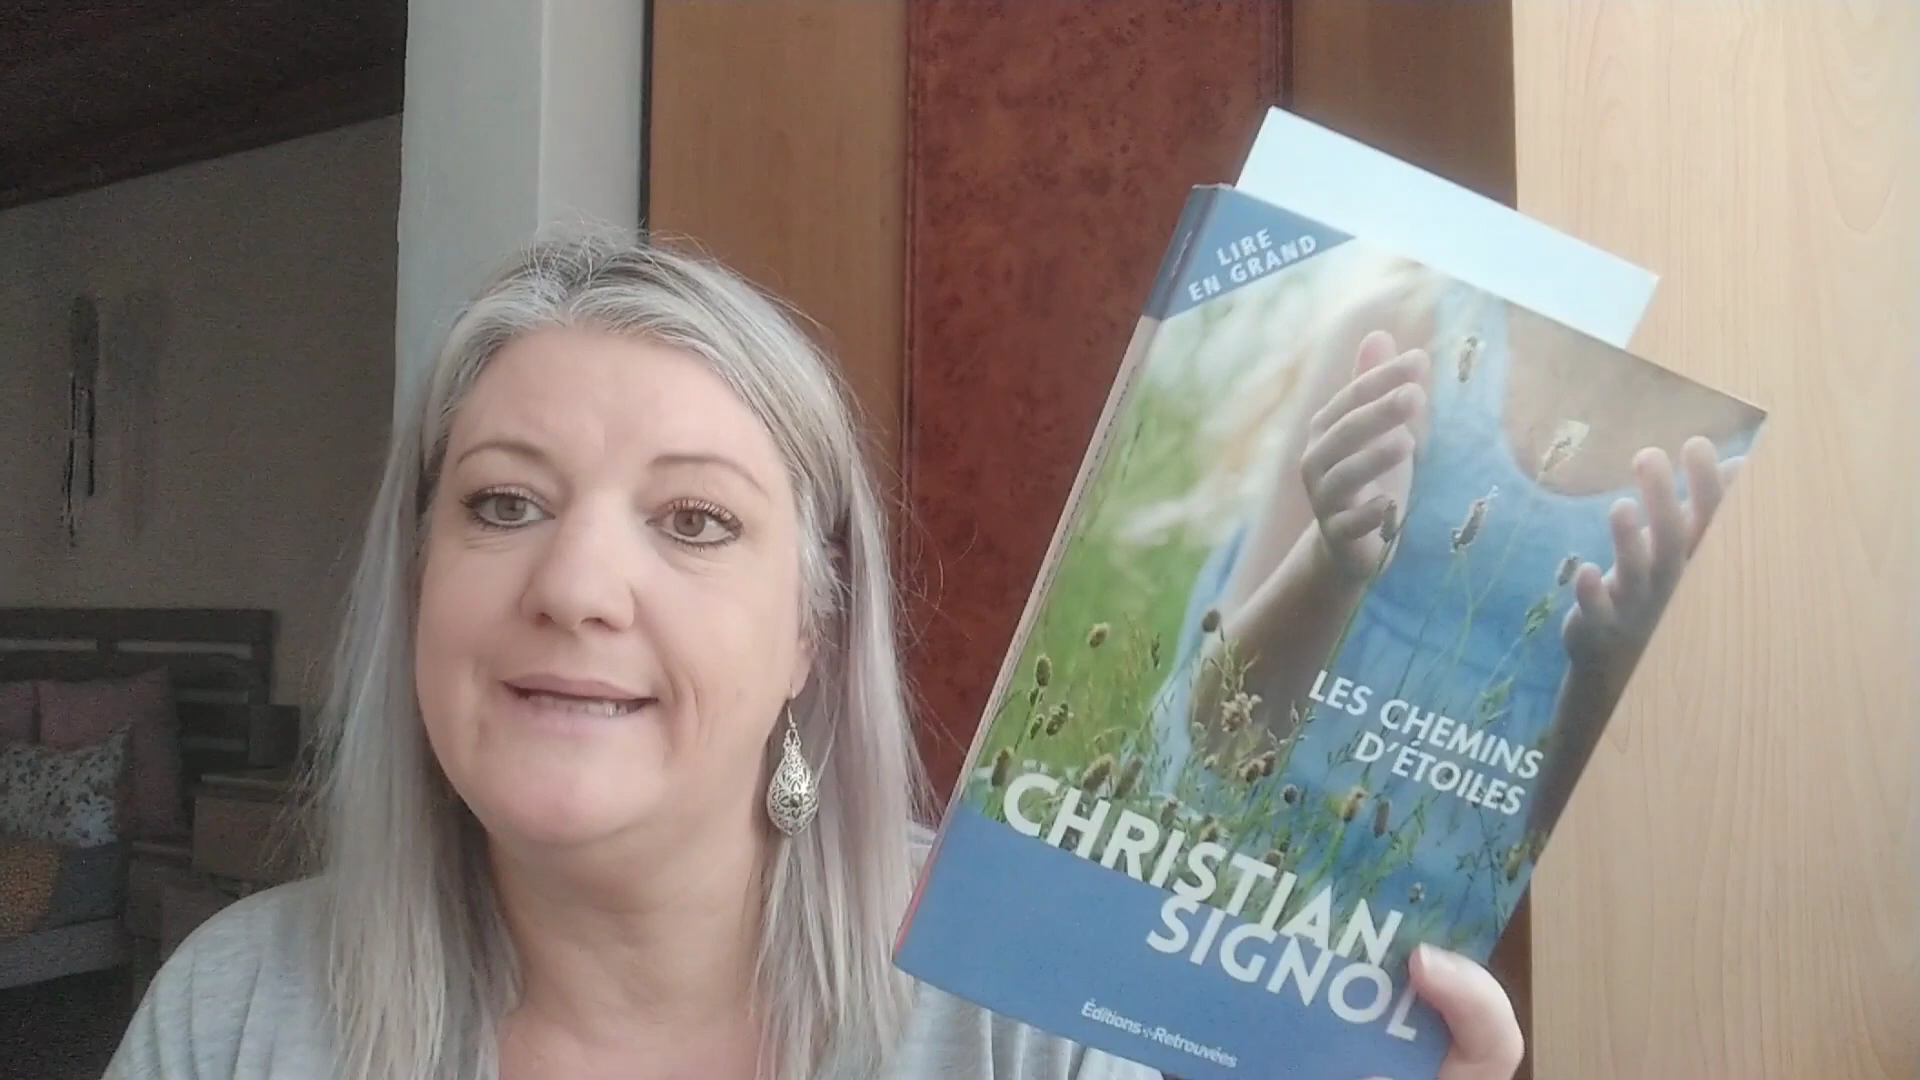 LIRE
EN GRAND
LES CHEMINS
D'ÉTOILES
CHRISTIAN
SIGNOL
Éditions Retrouvées